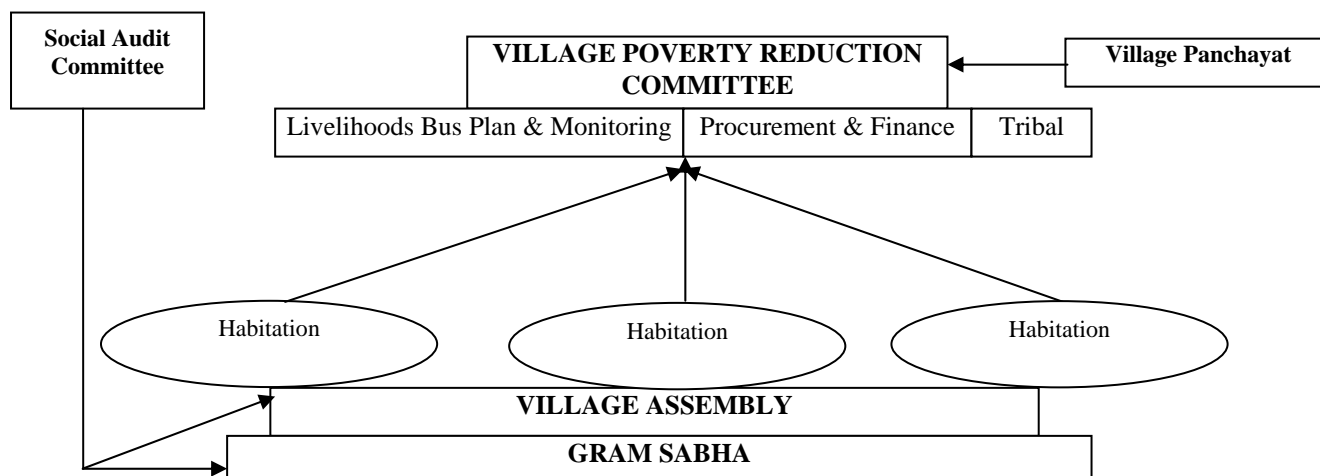 Social Audit
Committee
VILLAGE POVERTY REDUCTION
COMMITTEE
Village Panchayat
Livelihoods Bus Plan & Monitoring
Procurement & Finance
Tribal
Habitation
Habitation
Habitation
VILLAGE ASSEMBLY
GRAM SABHA